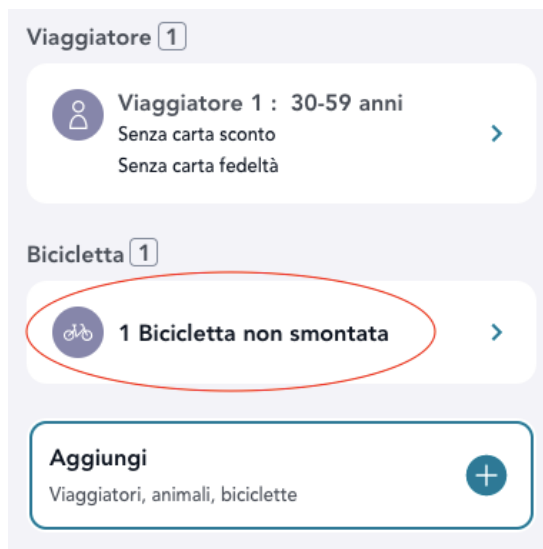 Viaggiatore 1
Viaggiatore 1 : 30-59 anni
Senza carta sconto
Senza carta fedeltà
Bicicletta 1
1 Bicicletta non smontata
Aggiungi
Viaggiatori, animali, biciclette